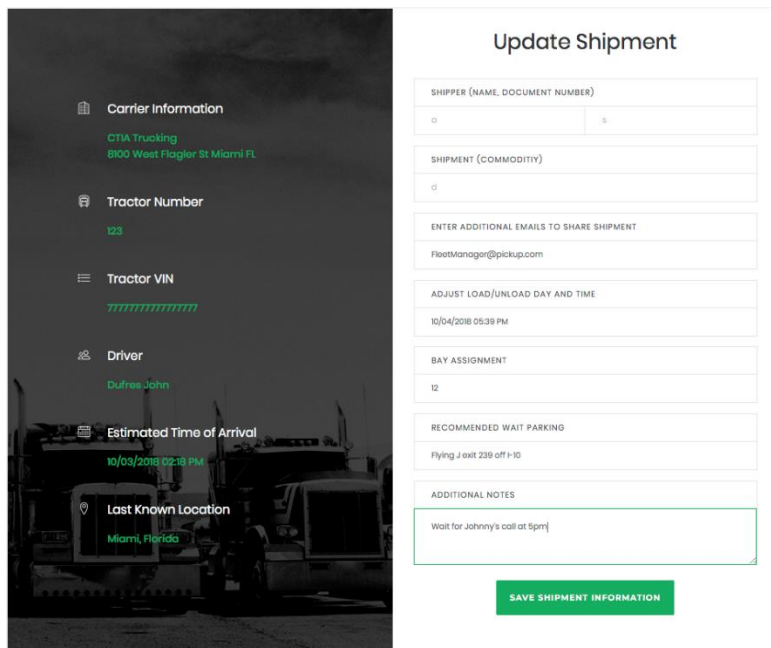 Carrier Information
CTIA Trucking
8100 West Flagler St Miami FL
Tractor Number
123
Tractor VIN
77777777777777777
Driver
Dufres John
Estimated Time of Arrival
10/03/2018 02:18 PM
Last Known Location
Miami, Florida
Update Shipment
SHIPPER (NAME, DOCUMENT NUMBER)
o s
SHIPMENT (COMMODITIY)
d
ENTER ADDITIONAL EMAILS TO SHARE SHIPMENT
FleetManager@pickup.com
ADJUST LOAD/UNLOAD DAY AND TIME
10/04/2018 05:39 PM
BAY ASSIGNMENT
12
RECOMMENDED WAIT PARKING
Flying J exit 239 off I-10
ADDITIONAL NOTES
Wait for Johnny's call at 5pm
SAVE SHIPMENT INFORMATION